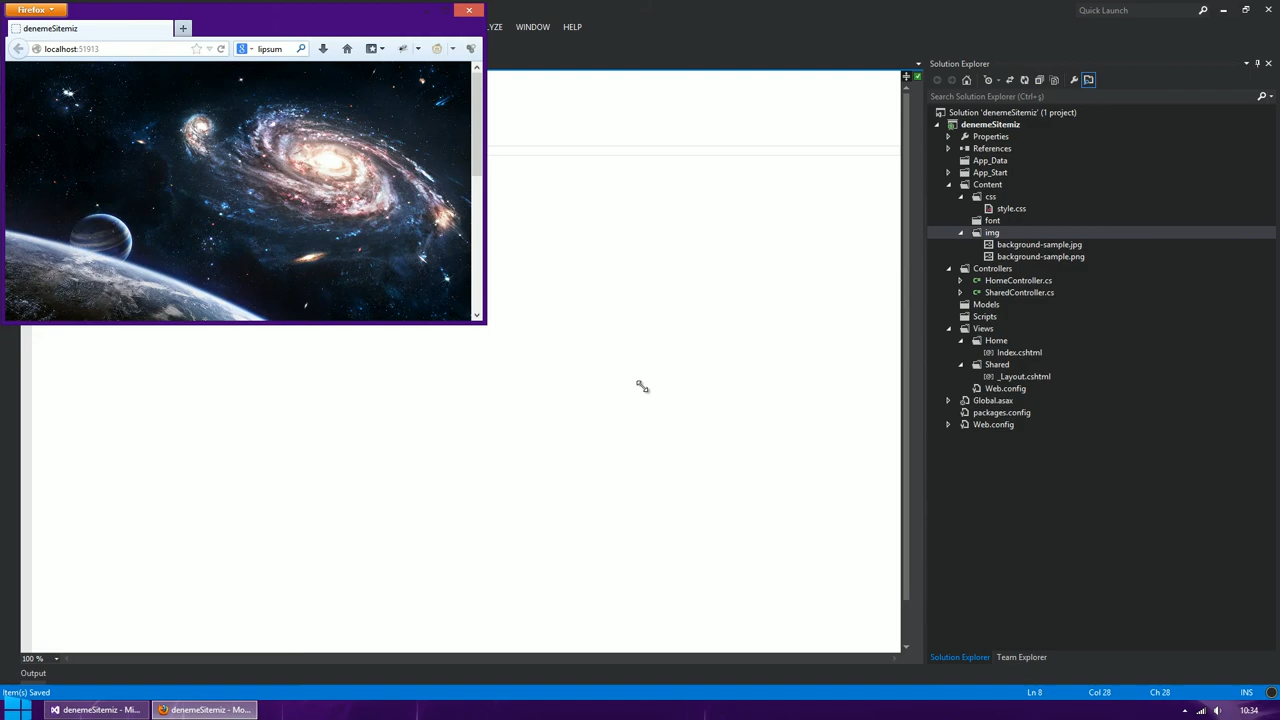 Firefox
denemeSitemiz
localhost:51913
lipsum
YZE
WINDOW
HELP
Quick Launch
Solution Explorer
Search Solution Explorer (Ctrl+ş)
Solution 'denemeSitemiz' (1 project)
denemeSitemiz
Properties
References
App_Data
App_Start
Content
css
style.css
font
img
background-sample.jpg
background-sample.png
Controllers
HomeController.cs
SharedController.cs
Models
Scripts
Views
Home
Index.cshtml
Shared
_Layout.cshtml
Web.config
Global.asax
packages.config
Web.config
100 %
Solution Explorer
Team Explorer
Output
Item(s) Saved
Ln 8
Col 28
Ch 28
INS
denemeSitemiz - Mi...
denemeSitemiz - Mo...
10:34